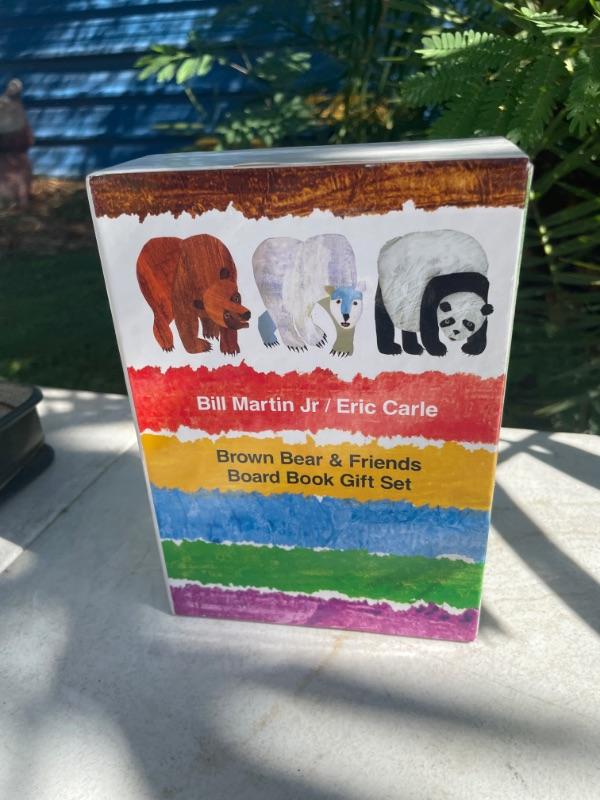 Bill Martin Jr / Eric Carle
Brown Bear & Friends
Board Book Gift Set